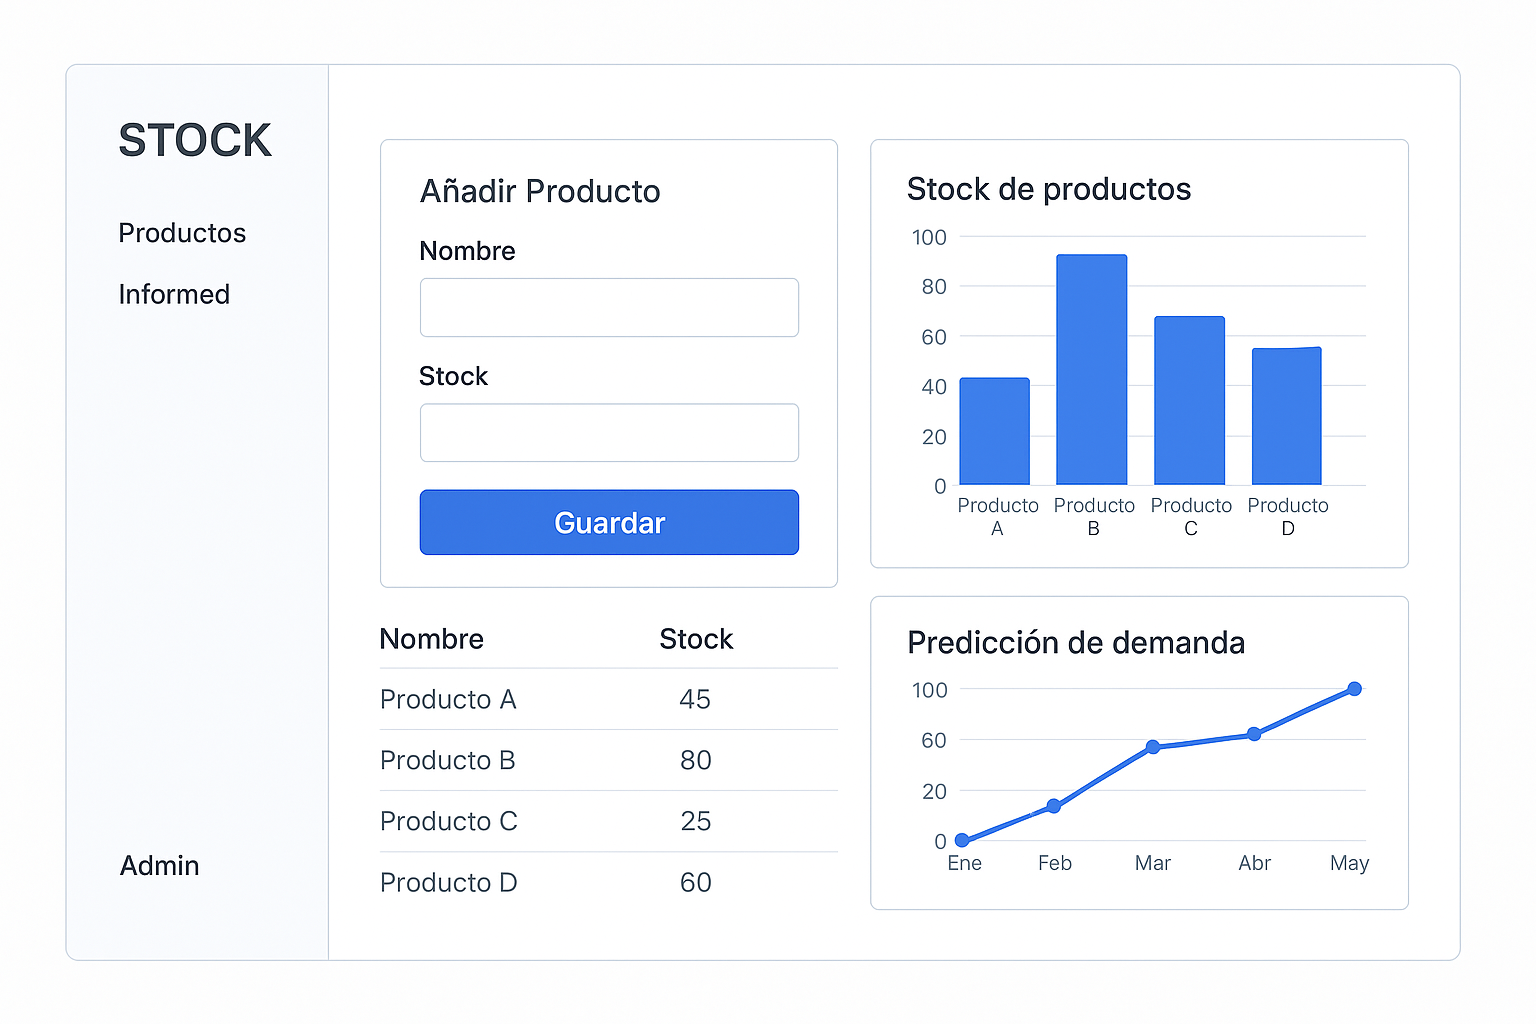 STOCK
Productos
Informed
Admin
Añadir Producto
Nombre
Stock
Guardar
Nombre Stock
Producto A 45
Producto B 80
Producto C 25
Producto D 60
Stock de productos
100
80
60
40
20
0
Producto Producto Producto Producto
A B C D
Predicción de demanda
100
60
20
0
Ene Feb Mar Abr May